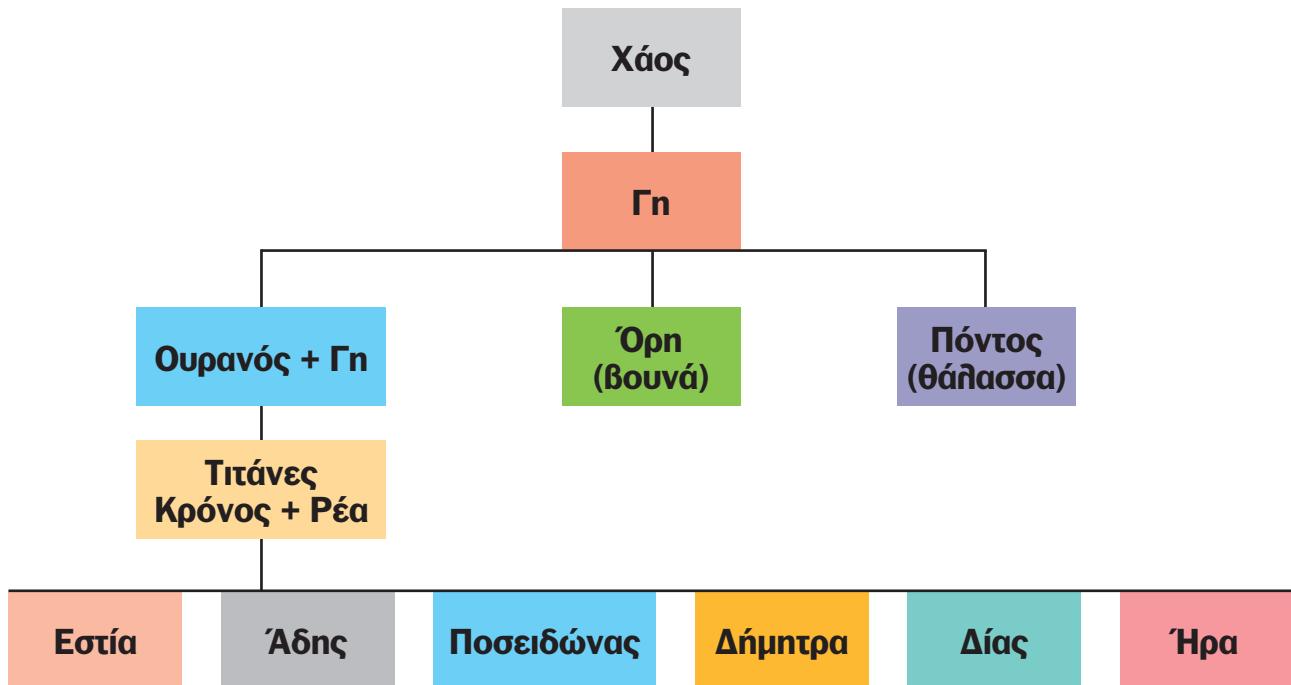 Χάος
Γη
Ουρανός + Γη
Όρη
(βουνά)
Πόντος
(θάλασσα)
Τιτάνες
Κρόνος + Ρέα
Εστία
Άδης
Ποσειδώνας
Δήμητρα
Δίας
Ήρα